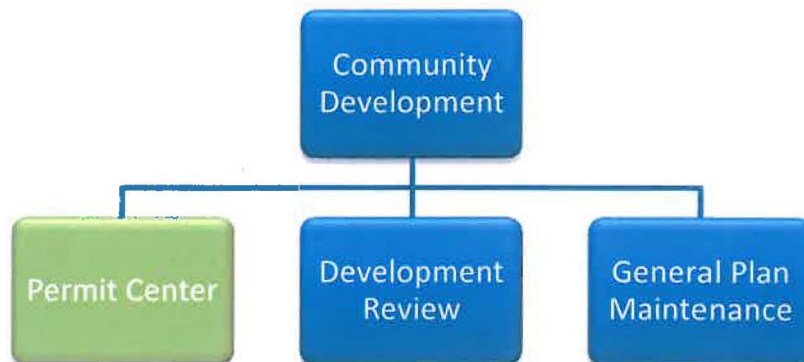 Community
Development
Permit Center
Development
Review
General Plan
Maintenance